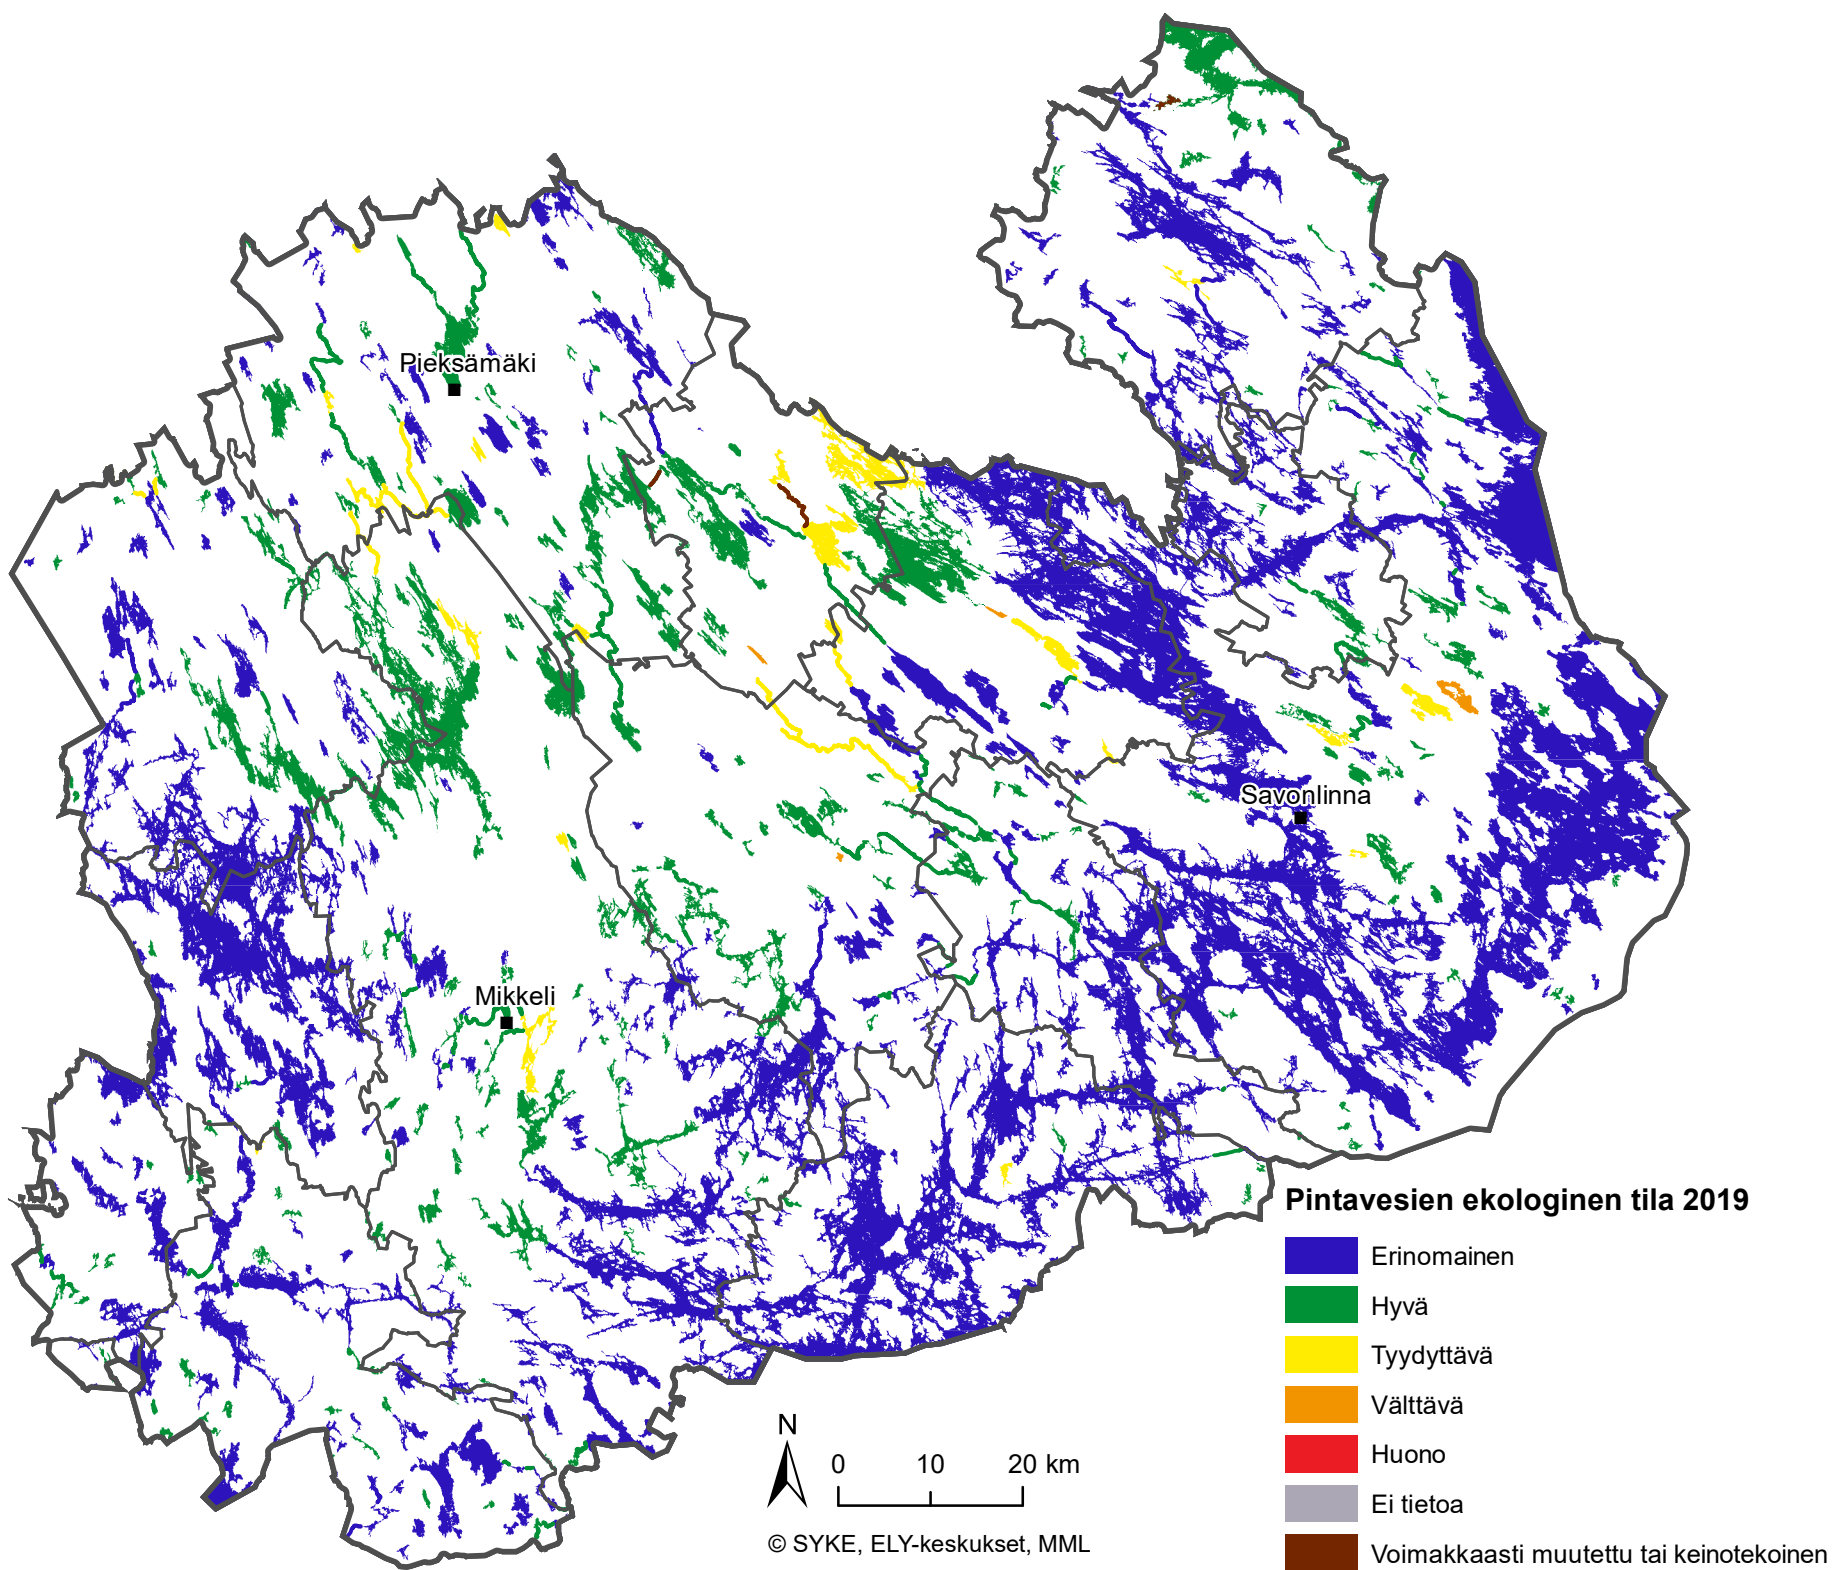 Pieksämäki
Savonlinna
Mikkeli
Pintavesien ekologinen tila 2019
Erinomainen
Hyvä
Tyydyttävä
Välttävä
Huono
Ei tietoa
Voimakkaasti muutettu tai keinotekoinen
N
0 10 20 km
© SYKE, ELY-keskukset, MML